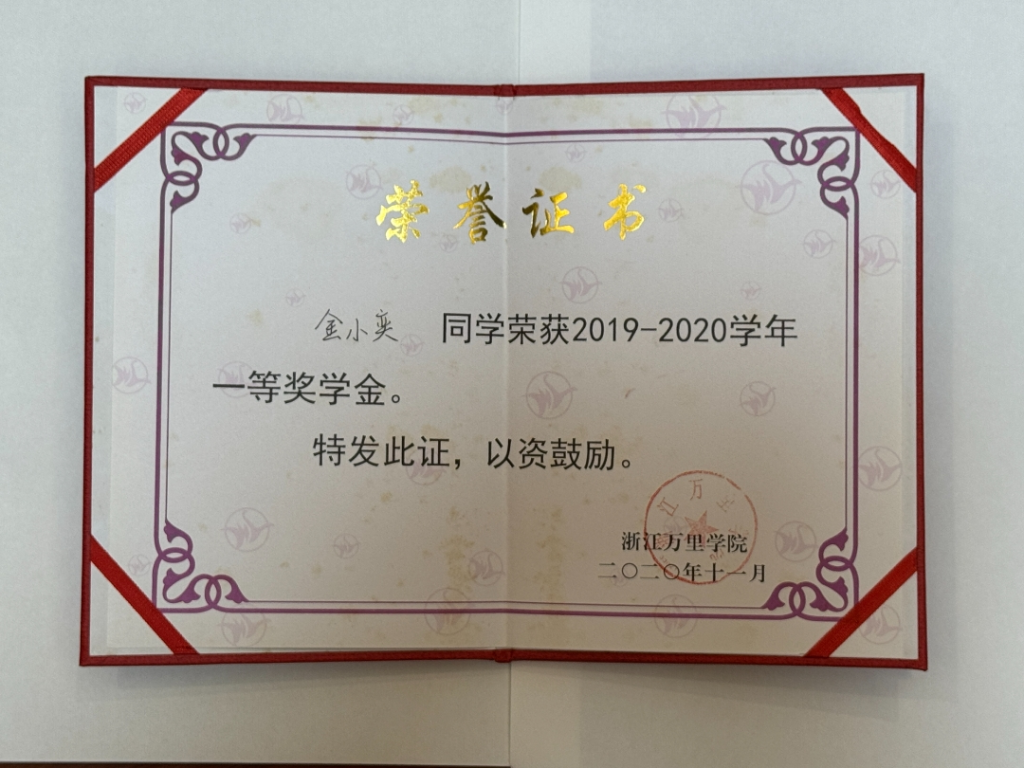 荣誉证书
金小奕 同学荣获2019-2020学年
一等奖学金。
特发此证，以资鼓励。
浙江万里学院
二〇二〇年十一月